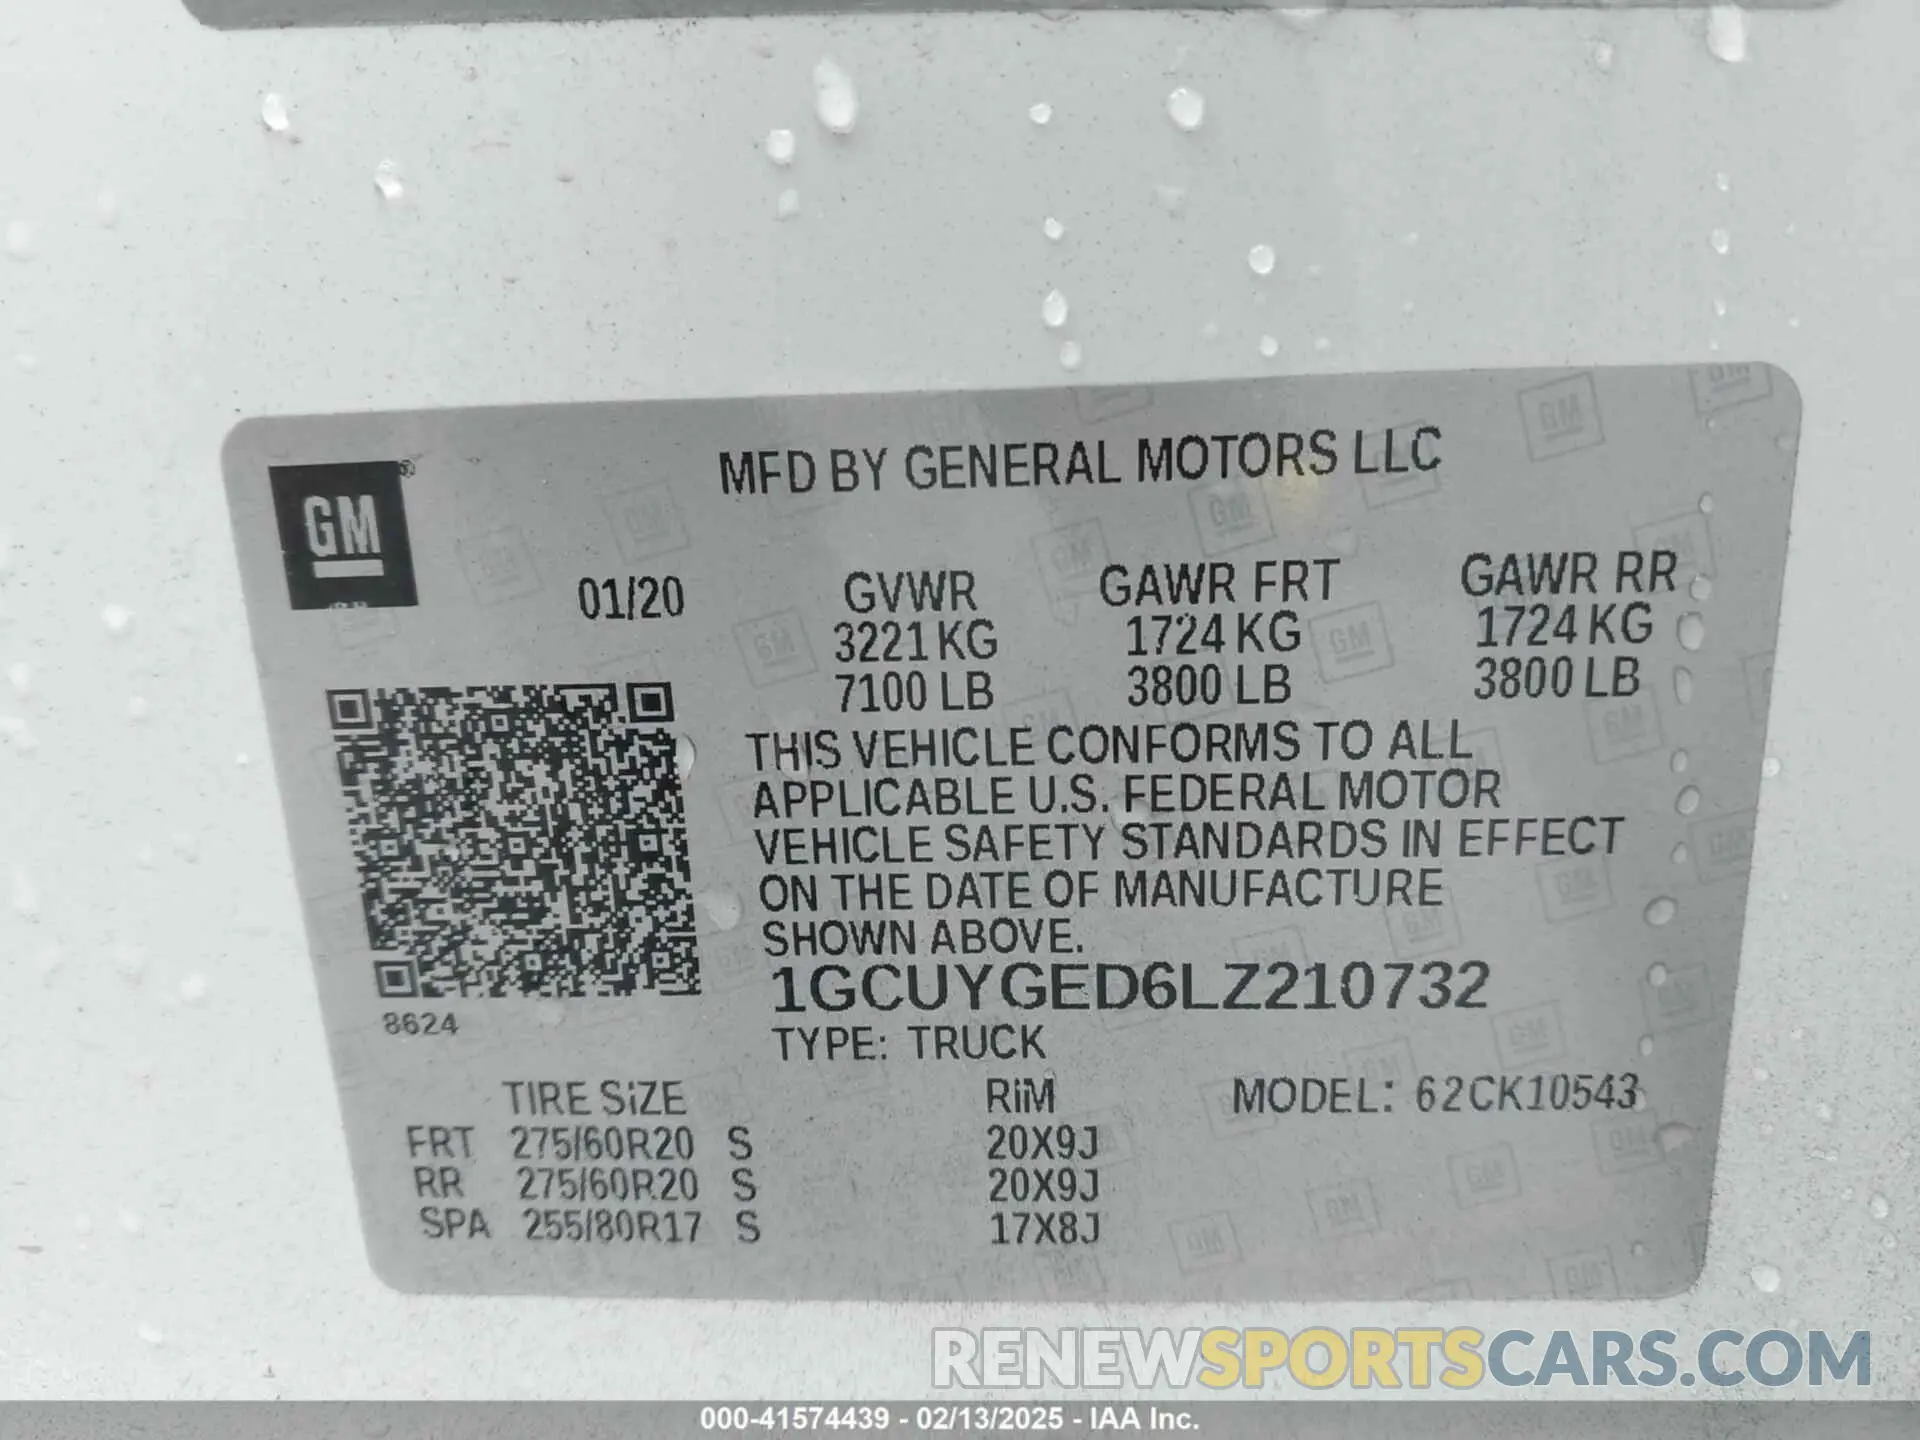 MFD BY GENERAL MOTORS LLC
GM ®
01/20
GVWR GAWR FRT GAWR RR
3221 KG 1724 KG 1724 KG
7100 LB 3800 LB 3800 LB
THIS VEHICLE CONFORMS TO ALL
APPLICABLE U.S. FEDERAL MOTOR
VEHICLE SAFETY STANDARDS IN EFFECT
ON THE DATE OF MANUFACTURE
SHOWN ABOVE.
1GCUYGED6LZ210732
8624
TYPE: TRUCK
TIRE SiZE RiM MODEL: 62CK10543
FRT 275/60R20 S 20X9J
RR 275/60R20 S 20X9J
SPA 255/80R17 S 17X8J
RENEWSPORTSCARS.COM
000-41574439 - 02/13/2025 - IAA Inc.